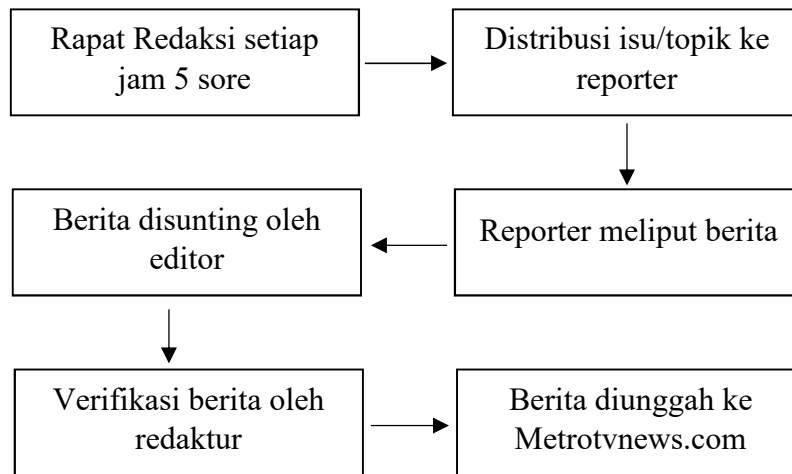 Rapat Redaksi setiap
jam 5 sore
Distribusi isu/topik ke
reporter
Reporter meliput berita
Berita disunting oleh
editor
Verifikasi berita oleh
redaktur
Berita diunggah ke
Metrotvnews.com